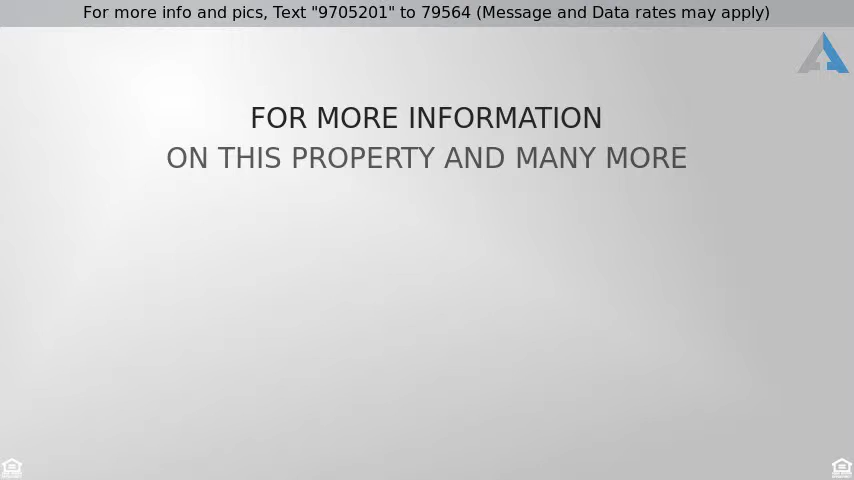 For more info and pics, Text "9705201" to 79564 (Message and Data rates may apply)
FOR MORE INFORMATION
ON THIS PROPERTY AND MANY MORE